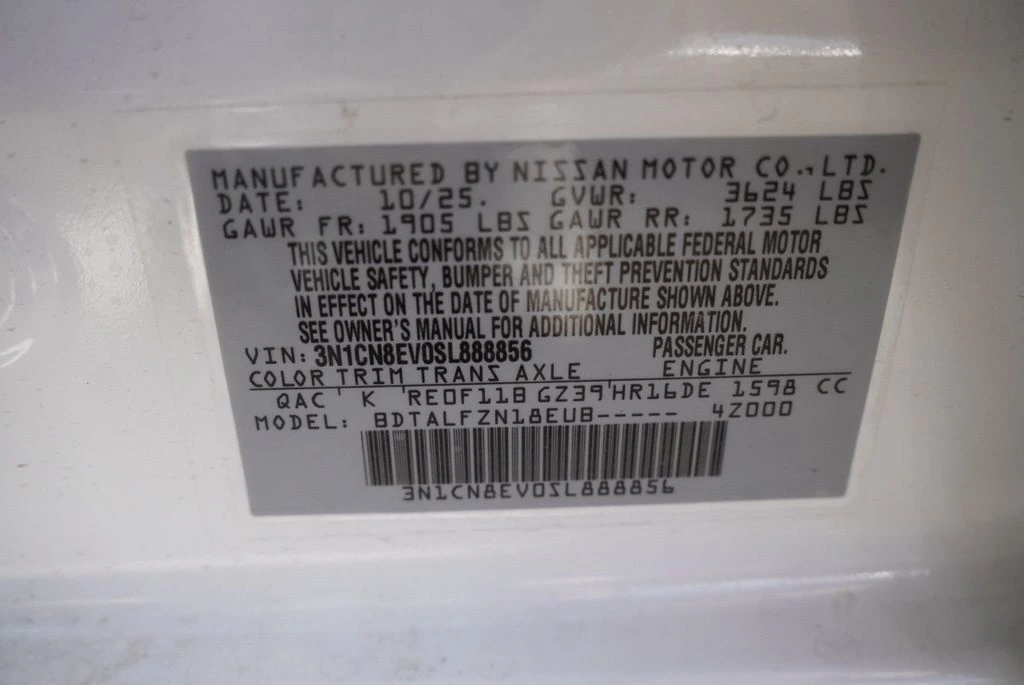 MANUFACTURED BY NISSAN MOTOR CO., LTD.
DATE: 10/25. GVWR: 3624 LBS
GAWR FR: 1905 LBS GAWR RR: 1735 LBS
THIS VEHICLE CONFORMS TO ALL APPLICABLE FEDERAL MOTOR
VEHICLE SAFETY, BUMPER AND THEFT PREVENTION STANDARDS
IN EFFECT ON THE DATE OF MANUFACTURE SHOWN ABOVE.
SEE OWNER'S MANUAL FOR ADDITIONAL INFORMATION.
VIN: 3N1CN8EV0SL888856 PASSENGER CAR.
COLOR TRIM TRANS AXLE ENGINE
QAC K RE0F11B GZ39 HR16DE 1598 CC
MODEL: BDTALFZN18EUB----- 4Z000
3N1CN8EV0SL888856